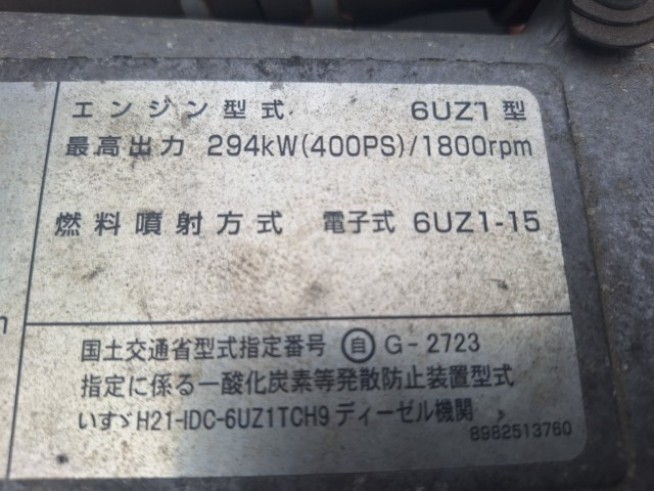 エンジン型式 6UZ1型
最高出力 294kW(400PS)/1800rpm
燃料噴射方式 電子式 6UZ1-15
国土交通省型式指定番号 自 G-2723
指定に係る一酸化炭素等発散防止装置型式
いすゞH21-IDC-6UZ1TCH9 ディーゼル機関
8982513760